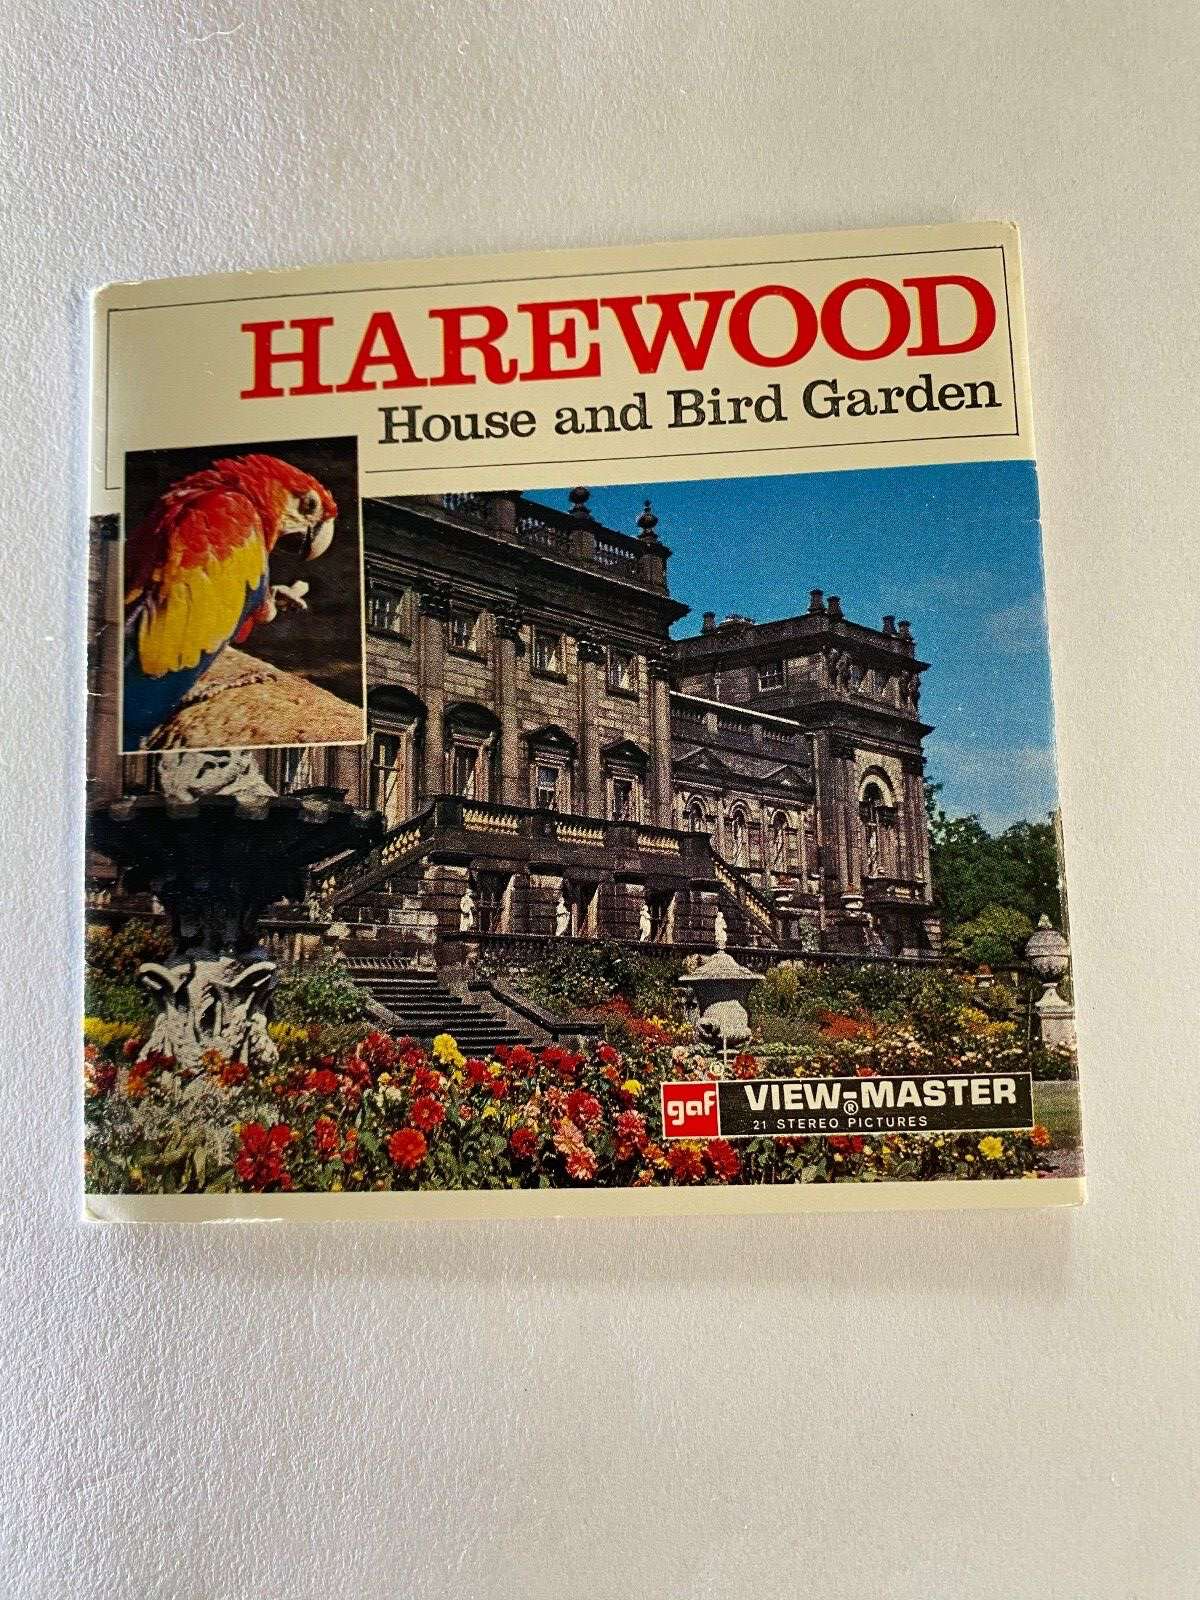 HAREWOOD
House and Bird Garden
gaf
VIEW-MASTER
®
21 STEREO PICTURES